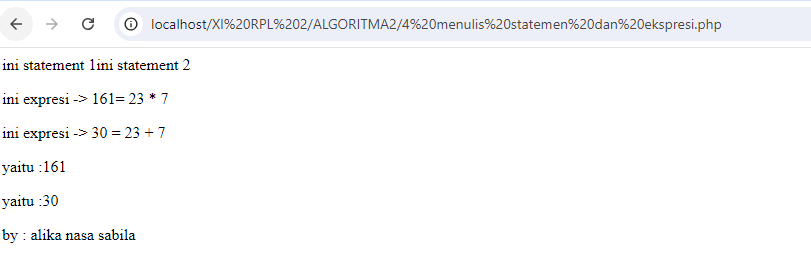 localhost/XI%20RPL%202/ALGORITMA2/4%20menulis%20statemen%20dan%20ekspresi.php
ini statement 1ini statement 2
ini expresi -> 161= 23 * 7
ini expresi -> 30 = 23 + 7
yaitu :161
yaitu :30
by : alika nasa sabila